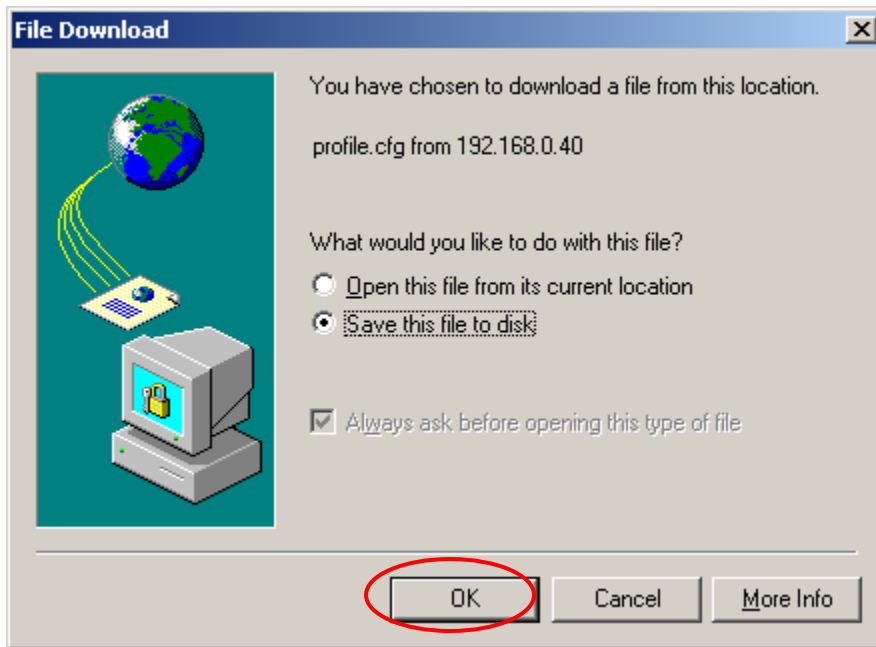 File Download
You have chosen to download a file from this location.
profile.cfg from 192.168.0.40
What would you like to do with this file?
Open this file from its current location
Save this file to disk
Always ask before opening this type of file
OK Cancel More Info